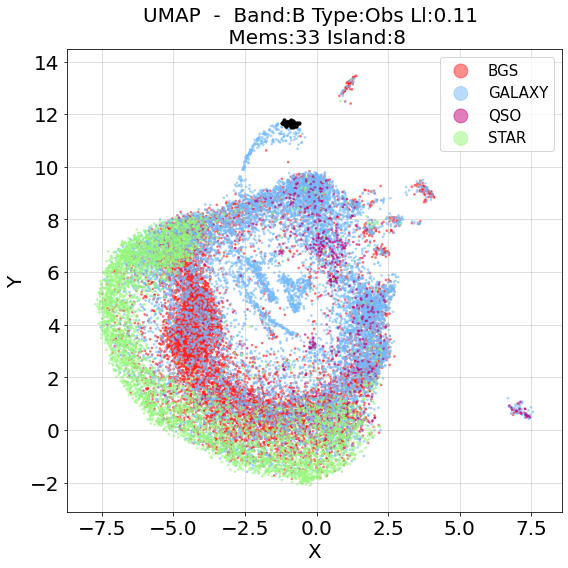 UMAP - Band:B Type:Obs Ll:0.11
Mems:33 Island:8
BGS
GALAXY
QSO
STAR
14
12
10
8
6
4
2
0
−2
Y
−7.5 −5.0 −2.5 0.0 2.5 5.0 7.5
X